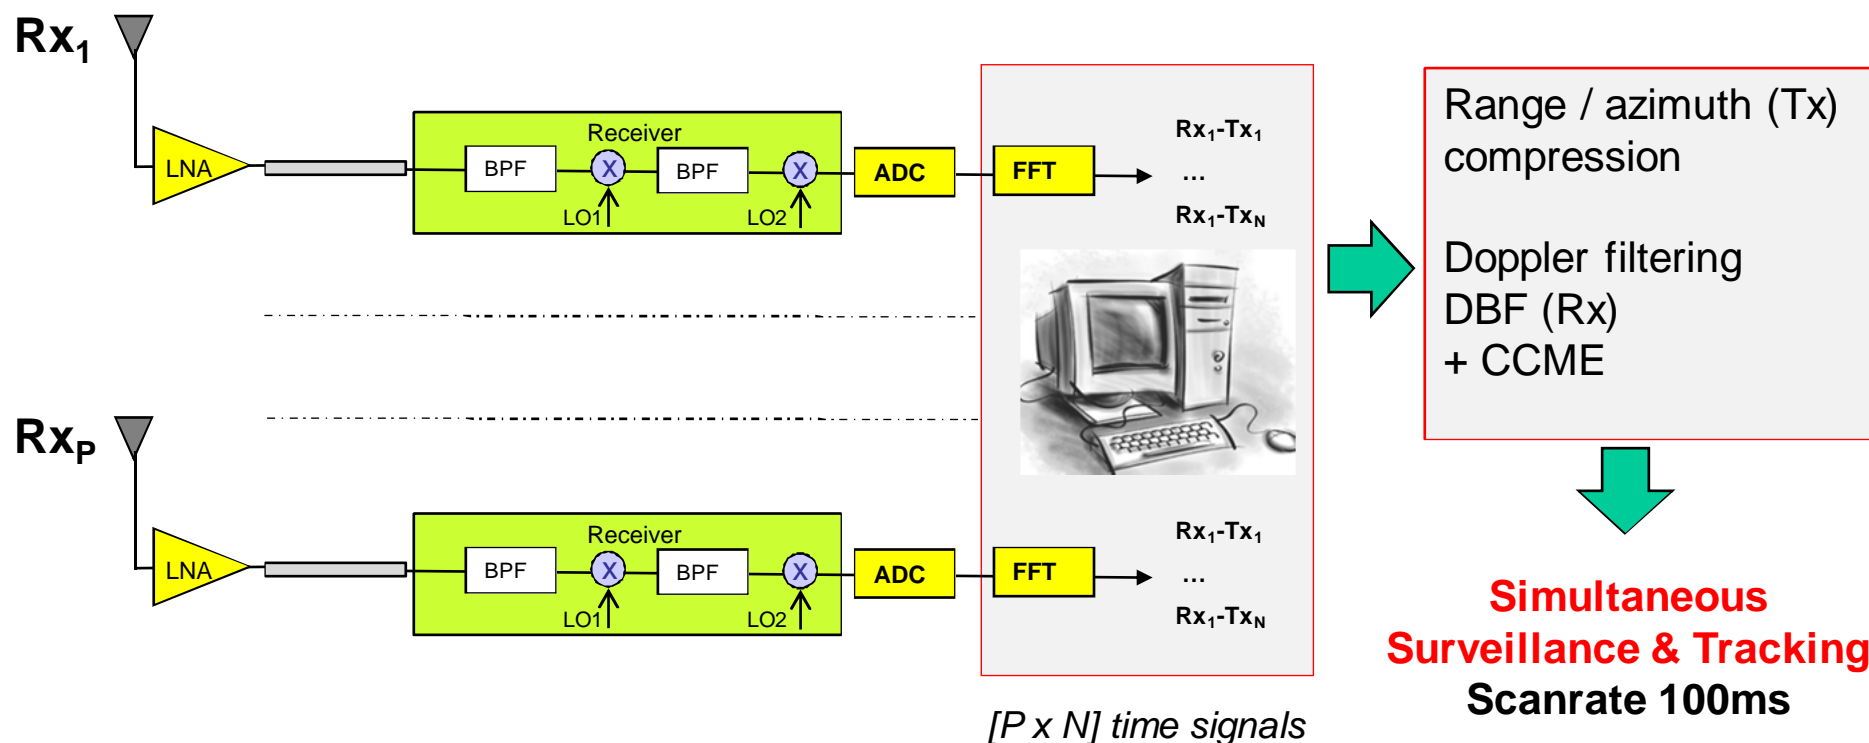 Rx1
LNA
Receiver
BPF
X
BPF
X
LO1
LO2
ADC
FFT
Rx1-Tx1
...
Rx1-TxN
RxP
LNA
Receiver
BPF
X
BPF
X
LO1
LO2
ADC
FFT
Rx1-Tx1
...
Rx1-TxN
[P x N] time signals
Range / azimuth (Tx)
compression
Doppler filtering
DBF (Rx)
+ CCME
Simultaneous
Surveillance & Tracking
Scanrate 100ms